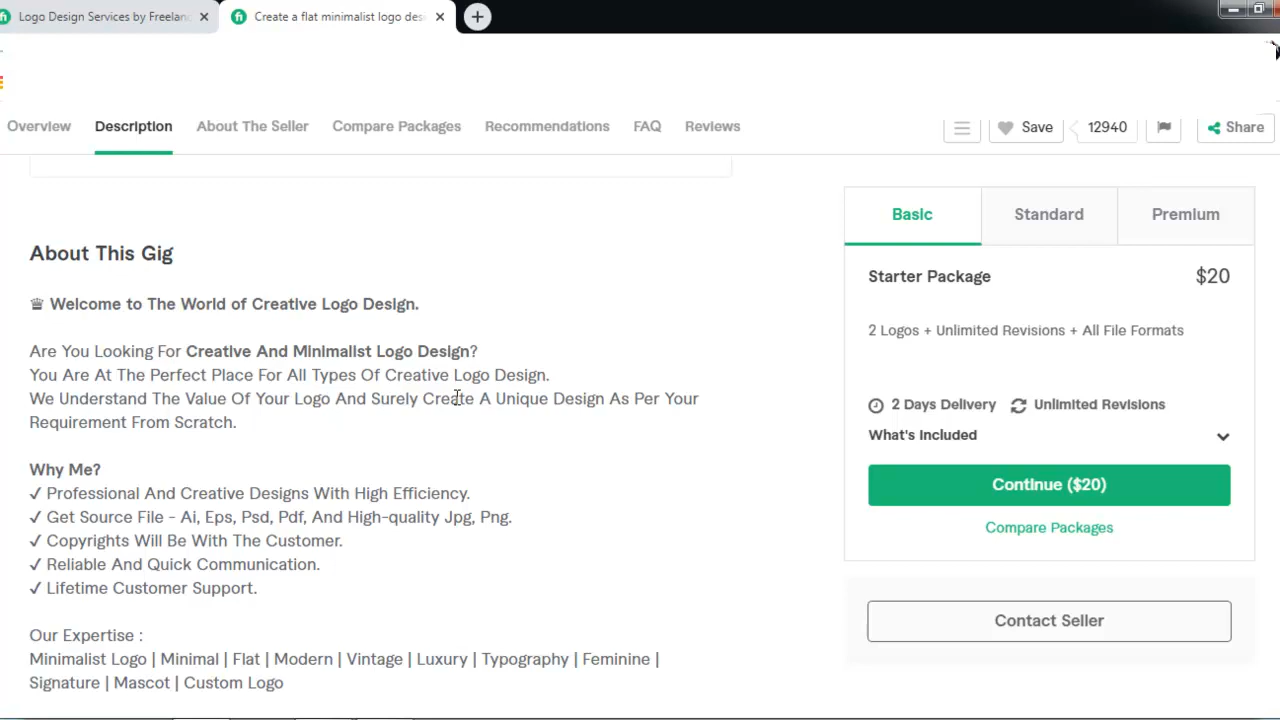 Logo Design Services by Freelanc
Create a flat minimalist logo des
Overview
Description
About The Seller
Compare Packages
Recommendations
FAQ
Reviews
Save
12940
Share
About This Gig
♛ Welcome to The World of Creative Logo Design.
Are You Looking For Creative And Minimalist Logo Design?
You Are At The Perfect Place For All Types Of Creative Logo Design.
We Understand The Value Of Your Logo And Surely Create A Unique Design As Per Your
Requirement From Scratch.
Why Me?
✓ Professional And Creative Designs With High Efficiency.
✓ Get Source File - Ai, Eps, Psd, Pdf, And High-quality Jpg, Png.
✓ Copyrights Will Be With The Customer.
✓ Reliable And Quick Communication.
✓ Lifetime Customer Support.
Our Expertise :
Minimalist Logo | Minimal | Flat | Modern | Vintage | Luxury | Typography | Feminine |
Signature | Mascot | Custom Logo
Basic
Standard
Premium
Starter Package
$20
2 Logos + Unlimited Revisions + All File Formats
2 Days Delivery
Unlimited Revisions
What's Included
Continue ($20)
Compare Packages
Contact Seller